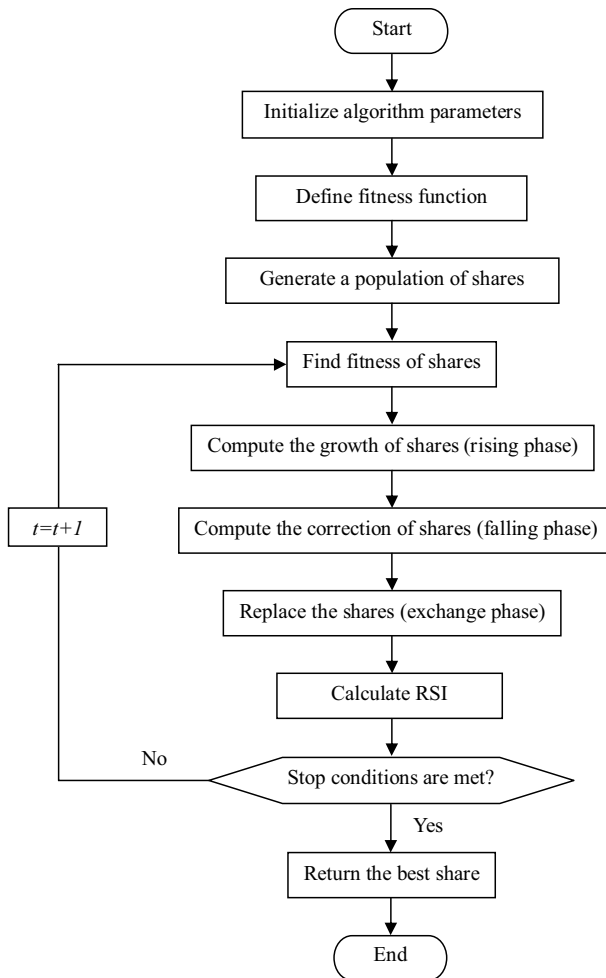 Start
Initialize algorithm parameters
Define fitness function
Generate a population of shares
Find fitness of shares
Compute the growth of shares (rising phase)
t=t+1
Compute the correction of shares (falling phase)
Replace the shares (exchange phase)
Calculate RSI
No
Stop conditions are met?
Yes
Return the best share
End